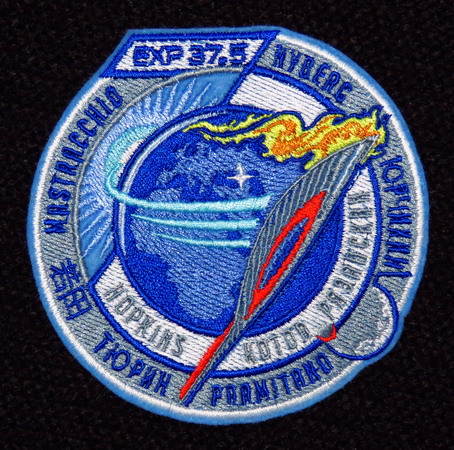 EXP 37.5
NYBERG
ЮРЧИХИН
PARMITANO
ТЮРИН
若田
MASTRACCHIO
HOPKINS
КОТОВ
РЯЗАНСКИЙ